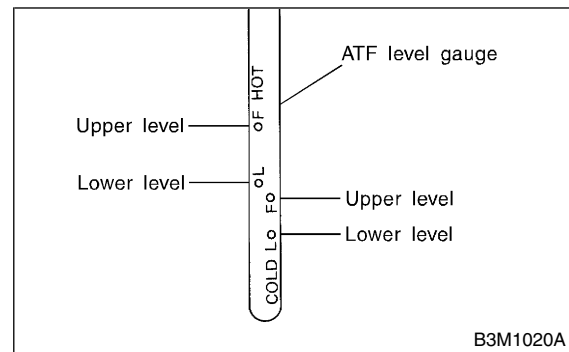 ATF level gauge
F HOT
Upper level
L
Lower level
F
Upper level
COLD L
Lower level
B3M1020A